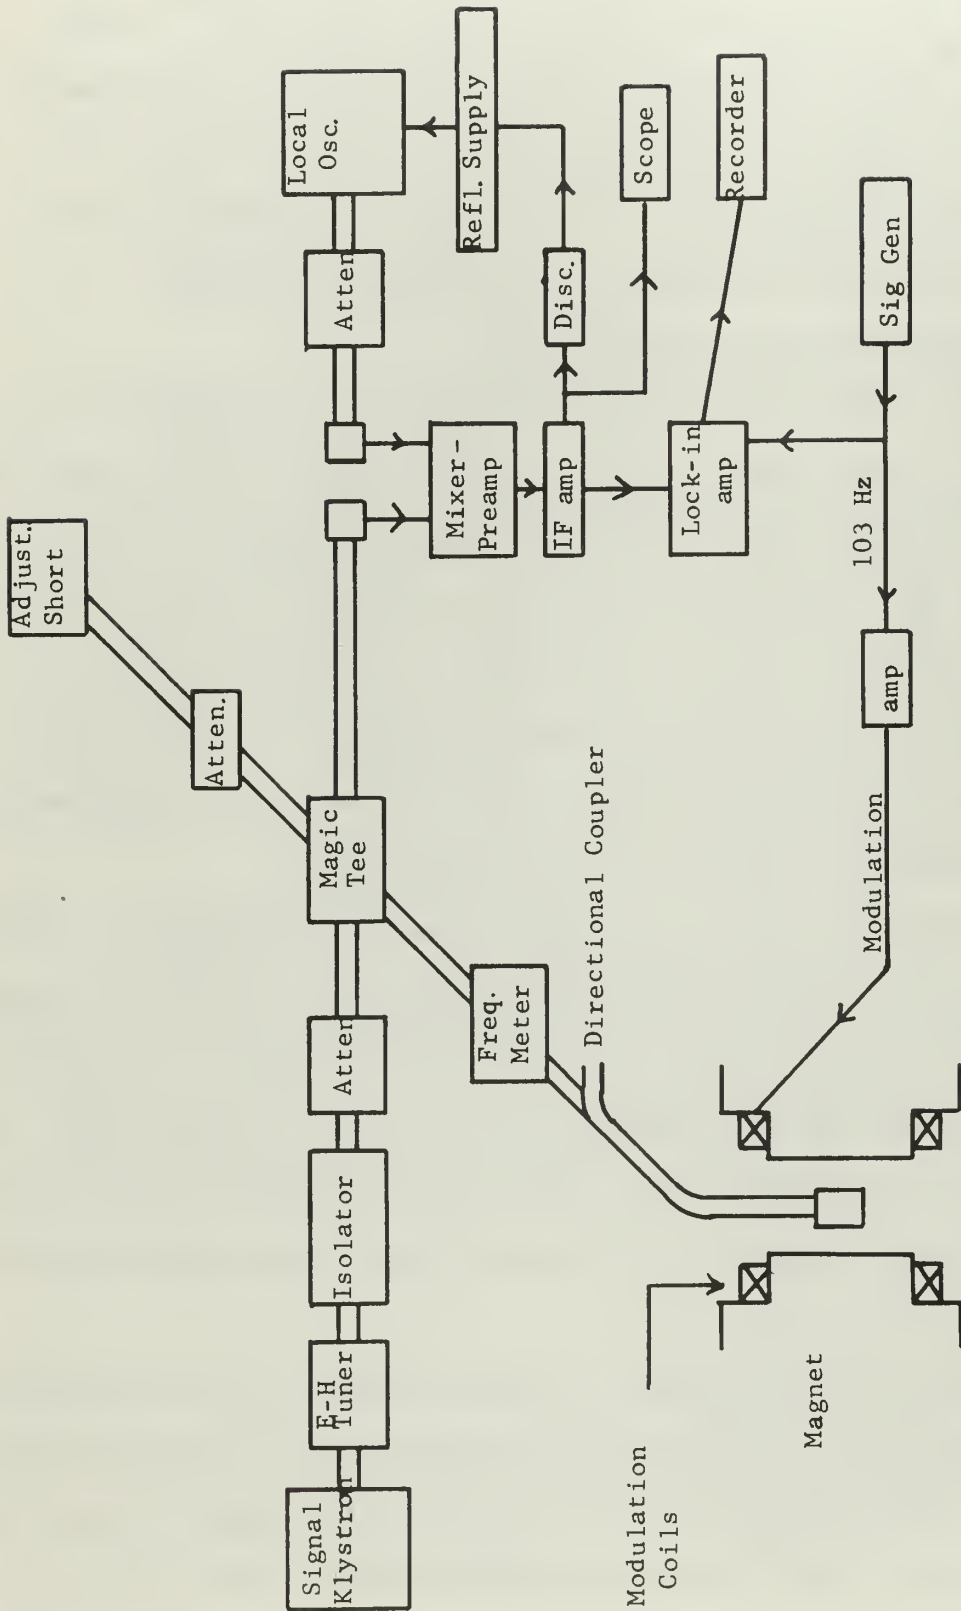 Adjust.
Short
Atten.
Signal
Klystron
E-H
Tuner
Isolator
Atten
Magic
Tee
Atten
Local
Osc.
Freq.
Meter
Mixer-
Preamp
Refl. Supply
IF amp
Disc.
Directional Coupler
Scope
Modulation
Coils
Lock-in
amp
Recorder
Magnet
Modulation
amp
103 Hz
Sig Gen